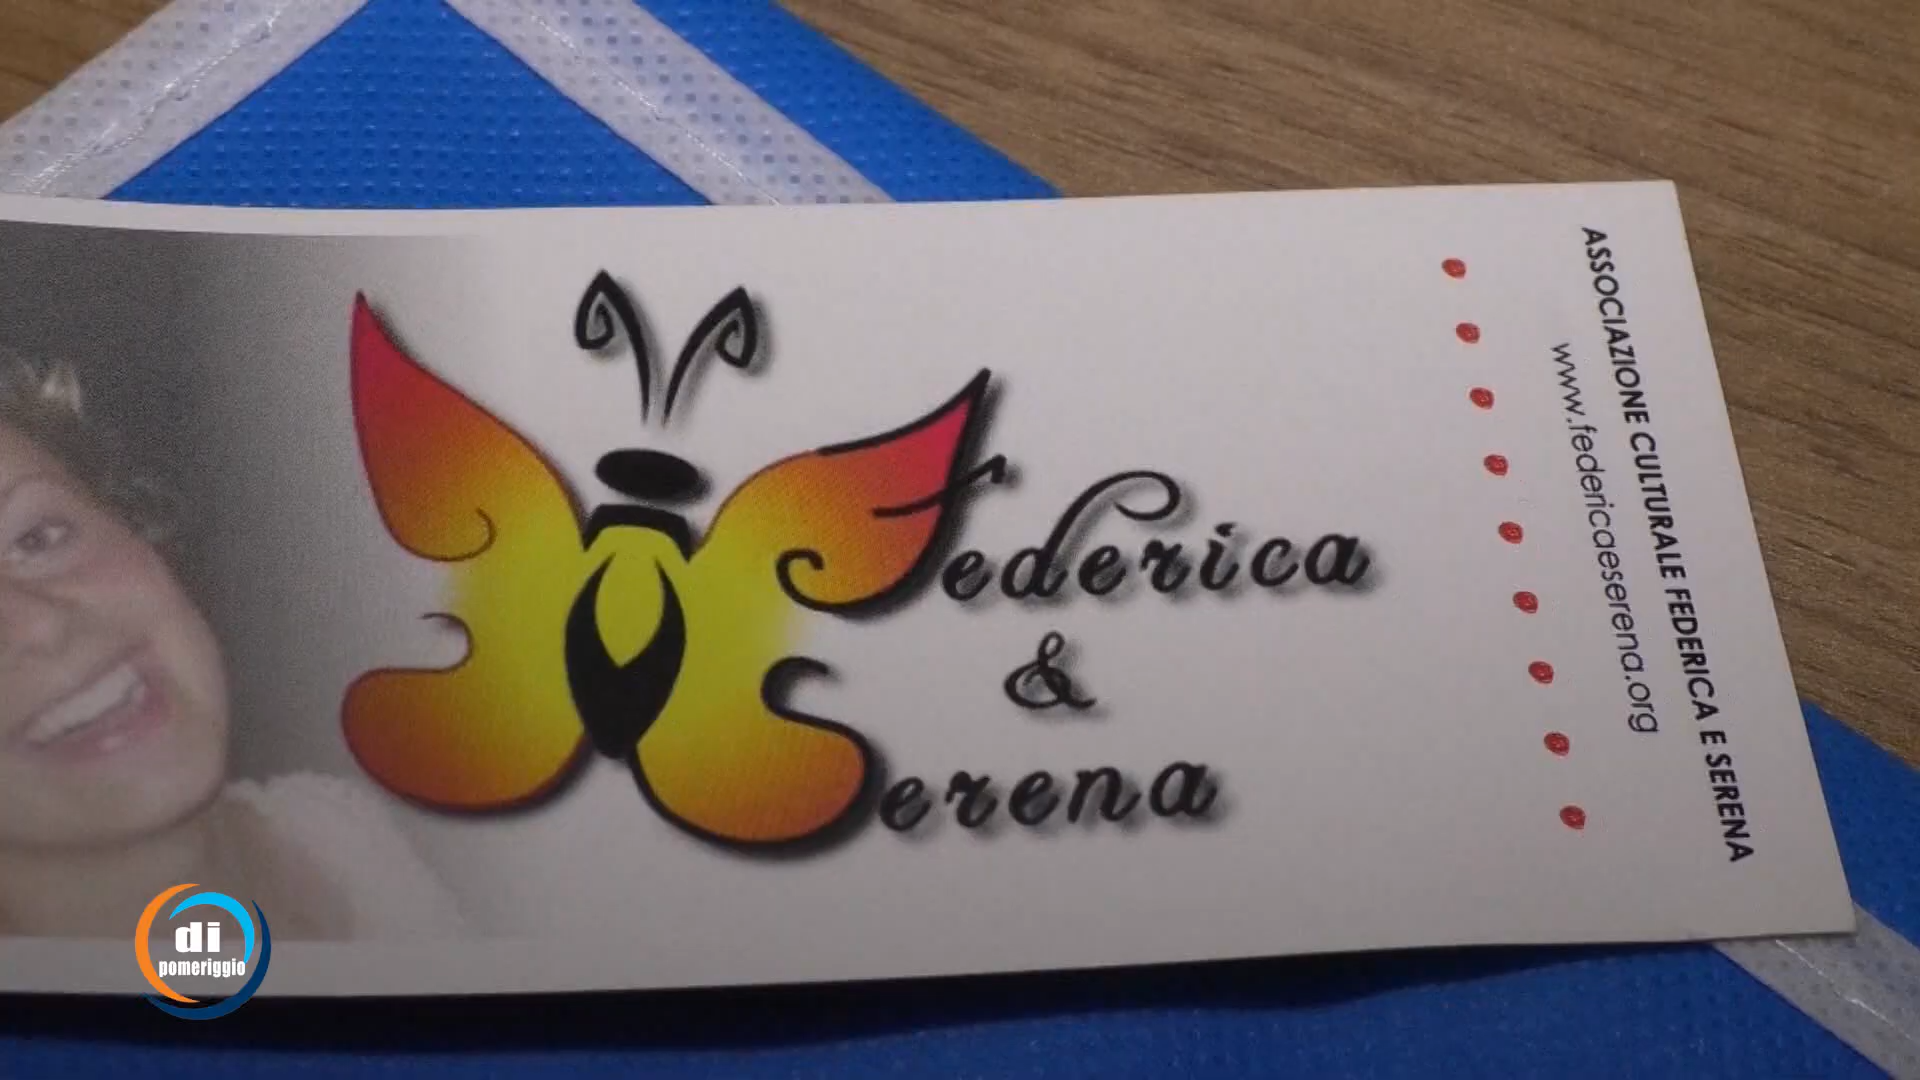 Federica
&
Serena
ASSOCIAZIONE CULTURALE FEDERICA E SERENA
www.federicaeserena.org
di
pomeriggio